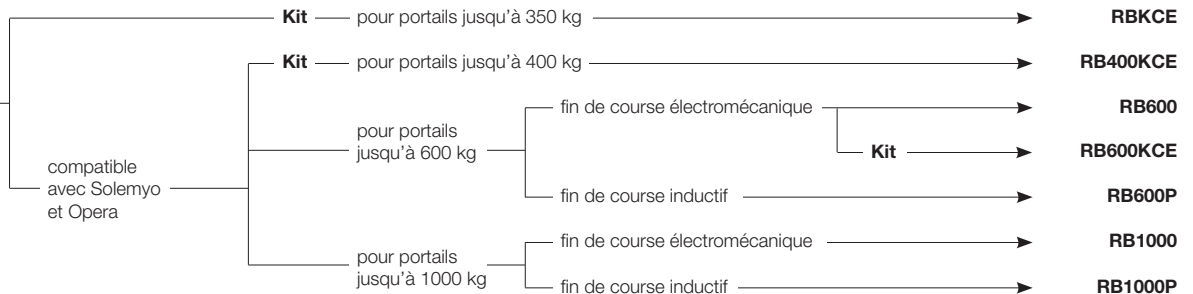 Kit pour portails jusqu'à 350 kg RBKCE
Kit pour portails jusqu'à 400 kg RB400KCE
compatible
avec Solemyo
et Opera
pour portails
jusqu'à 600 kg
fin de course électromécanique RB600
Kit RB600KCE
fin de course inductif RB600P
pour portails
jusqu'à 1000 kg
fin de course électromécanique RB1000
fin de course inductif RB1000P